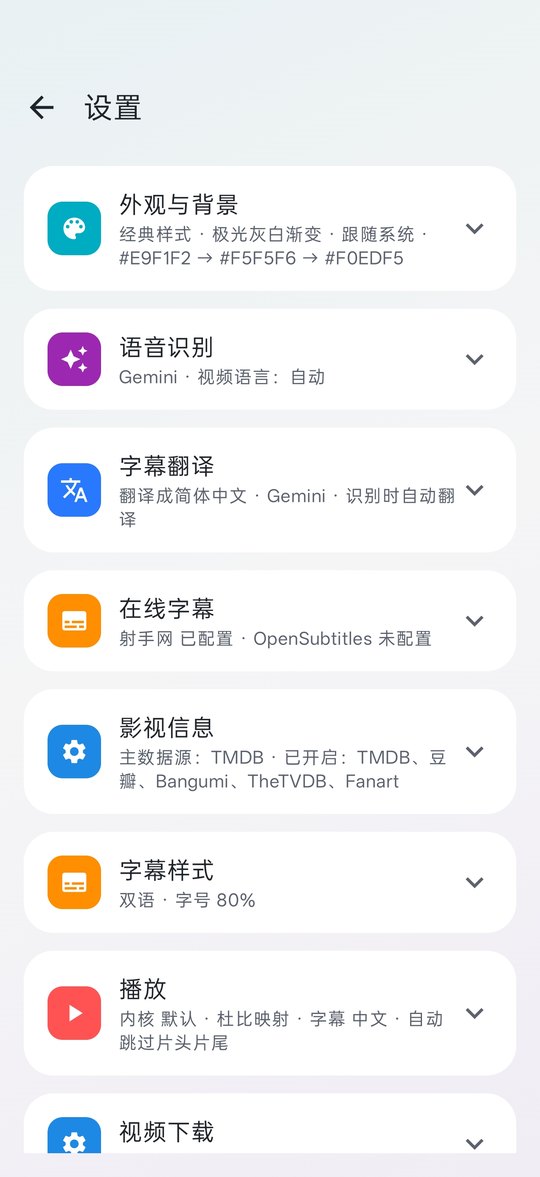 设置
外观与背景
经典样式 · 极光灰白渐变 · 跟随系统 ·
#E9F1F2 → #F5F5F6 → #F0EDF5
语音识别
Gemini · 视频语言：自动
字幕翻译
翻译成简体中文 · Gemini · 识别时自动翻
译
在线字幕
射手网 已配置 · OpenSubtitles 未配置
影视信息
主数据源：TMDB · 已开启：TMDB、豆
瓣、Bangumi、TheTVDB、Fanart
字幕样式
双语 · 字号 80%
播放
内核 默认 · 杜比映射 · 字幕 中文 · 自动
跳过片头片尾
视频下载